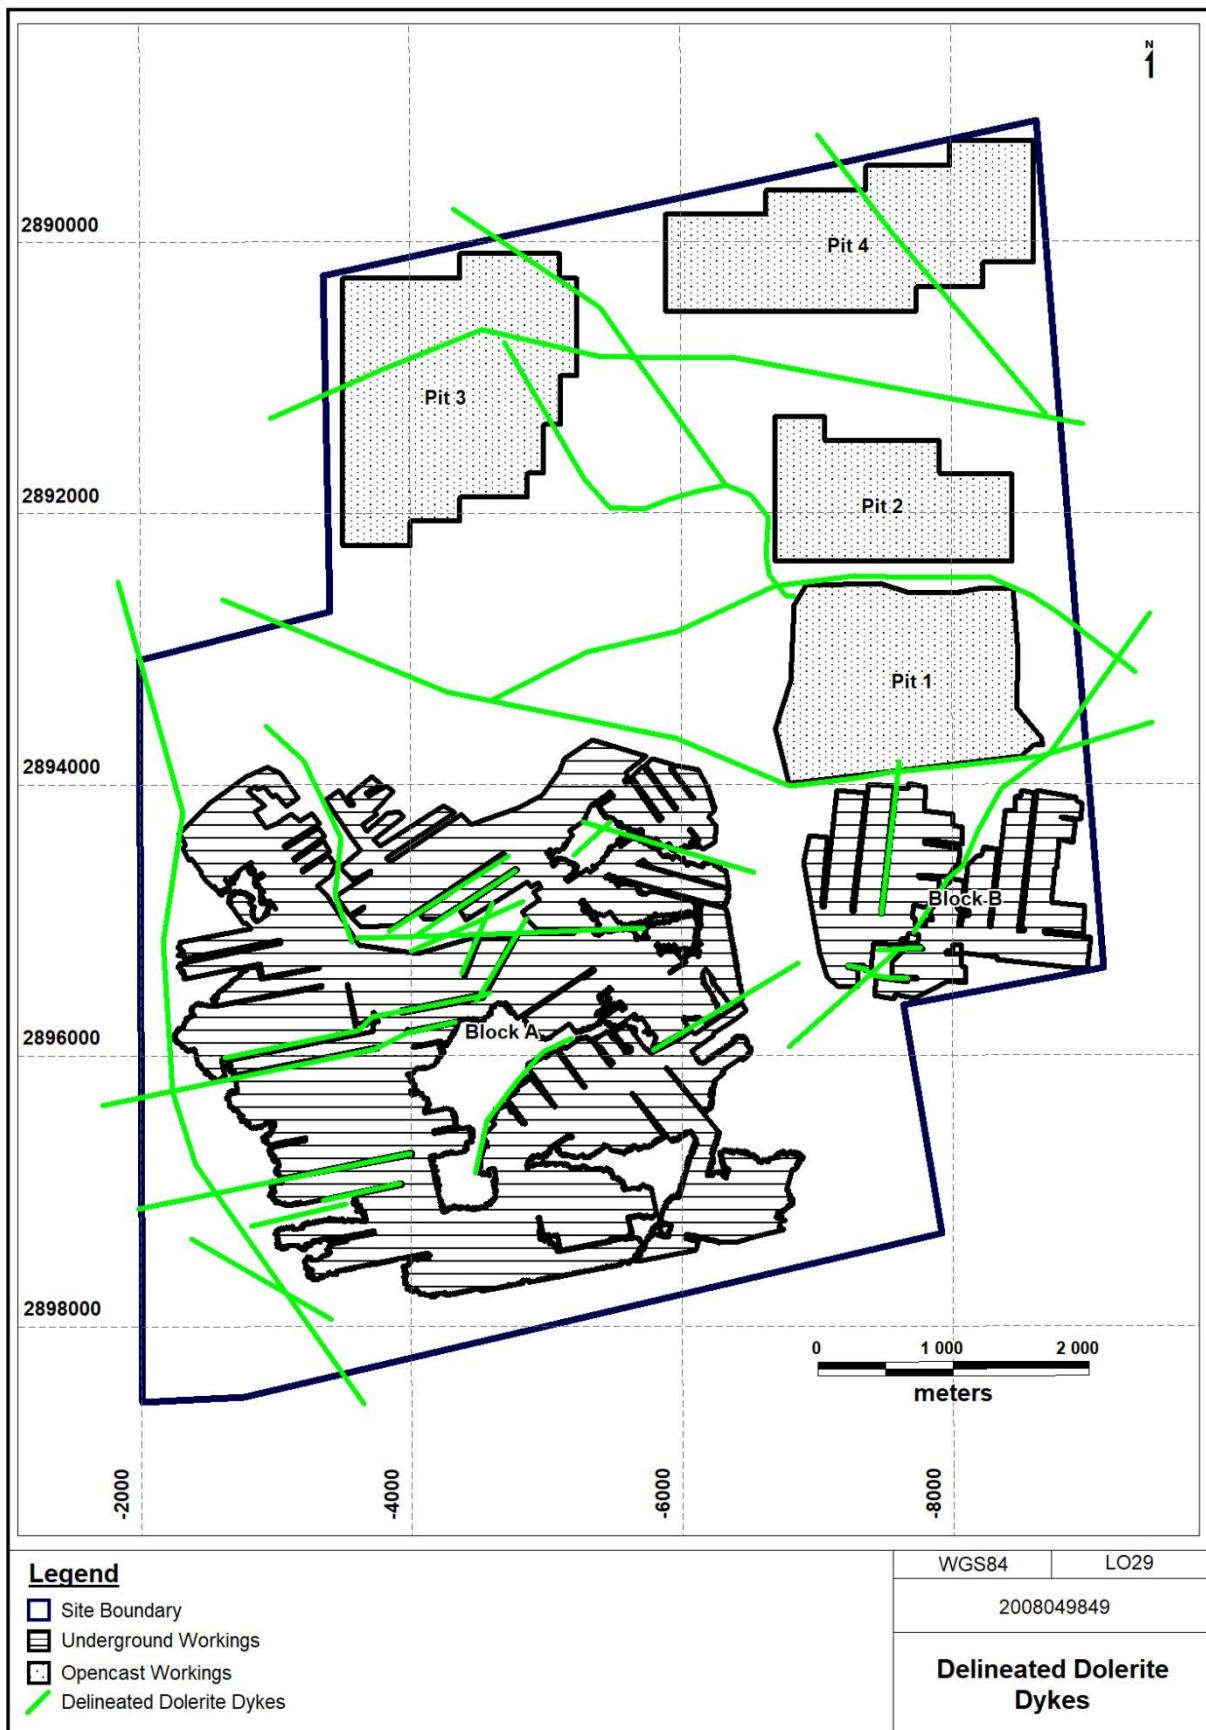 N
2890000
Pit 4
Pit 3
2892000
Pit 2
Pit 1
2894000
Block B
2896000
Block A
2898000
0 1 000 2 000
meters
-2000
-4000
-6000
-8000
Legend
Site Boundary
Underground Workings
Opencast Workings
Delineated Dolerite Dykes
WGS84 LO29
2008049849
Delineated Dolerite
Dykes